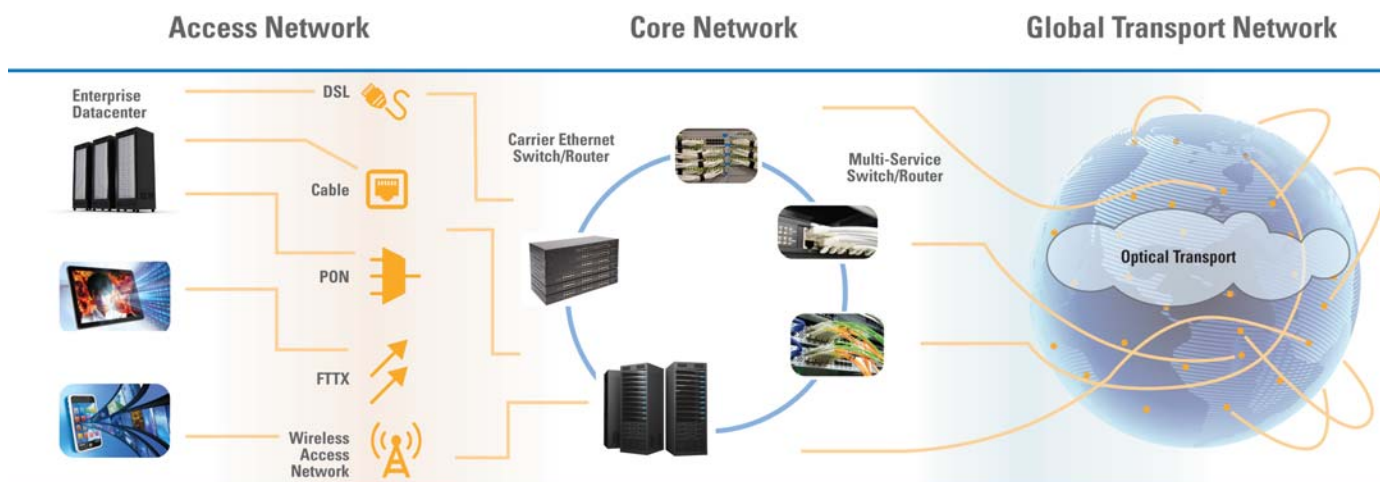 Access Network
Core Network
Global Transport Network
Enterprise
Datacenter
DSL
Cable
PON
FTTX
Wireless
Access
Network
Carrier Ethernet
Switch/Router
Multi-Service
Switch/Router
Optical Transport